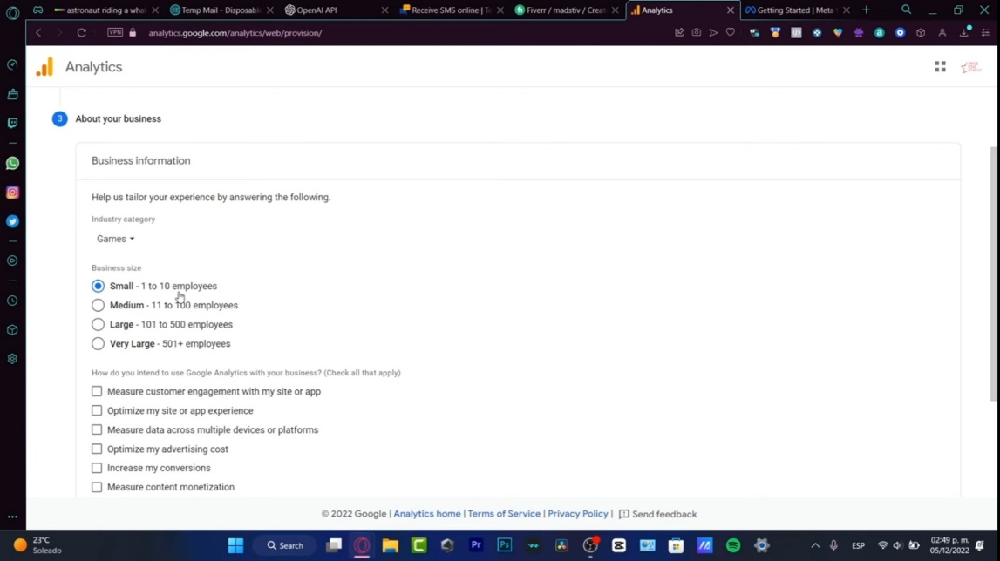 astronaut riding a wha
Temp Mail - Disposabl
OpenAI API
Receive SMS online | Te
Fiverr / madstiv / Creat
Analytics
Getting Started | Meta
VPN
analytics.google.com/analytics/web/provision/
Analytics
3 About your business
Business information
Help us tailor your experience by answering the following.
Industry category
Games
Business size
Small - 1 to 10 employees
Medium - 11 to 100 employees
Large - 101 to 500 employees
Very Large - 501+ employees
How do you intend to use Google Analytics with your business? (Check all that apply)
Measure customer engagement with my site or app
Optimize my site or app experience
Measure data across multiple devices or platforms
Optimize my advertising cost
Increase my conversions
Measure content monetization
© 2022 Google | Analytics home | Terms of Service | Privacy Policy | Send feedback
23°C
Soleado
Search
Pr
Ps
ESP
02:49 p. m.
05/12/2022